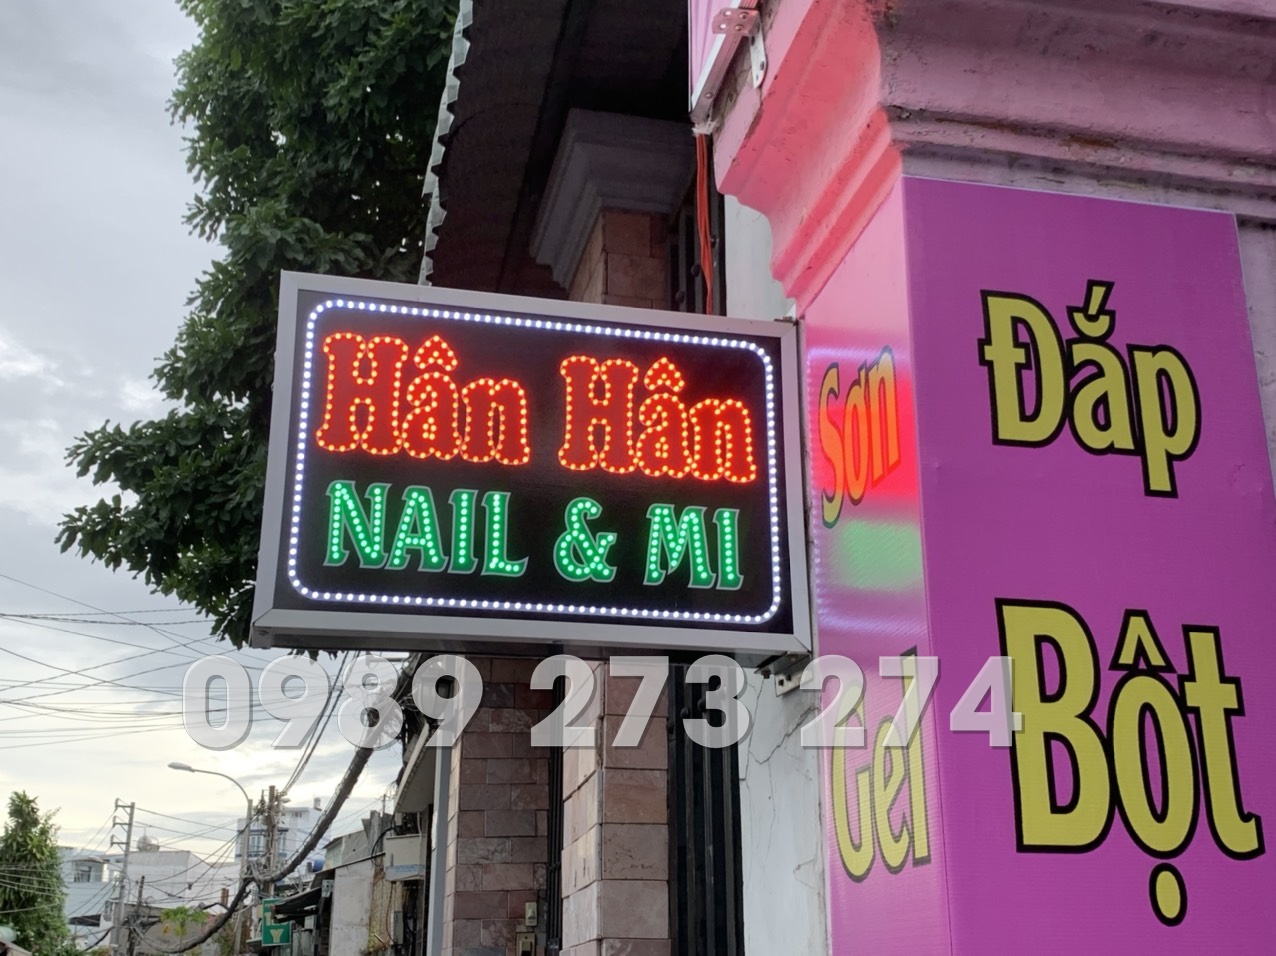 Hân Hân
NAIL & MI
Sơn
Gel
Đắp
Bột
0989 273 274